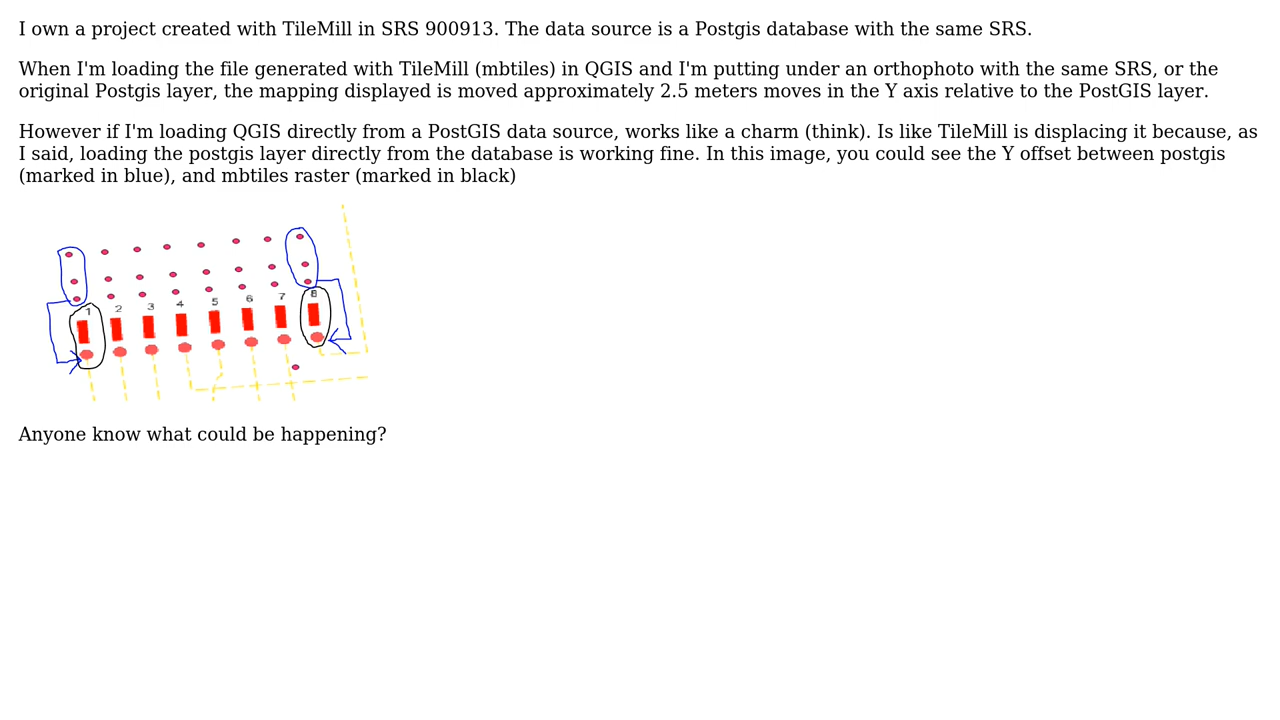 I own a project created with TileMill in SRS 900913. The data source is a Postgis database with the same SRS.
When I'm loading the file generated with TileMill (mbtiles) in QGIS and I'm putting under an orthophoto with the same SRS, or the
original Postgis layer, the mapping displayed is moved approximately 2.5 meters moves in the Y axis relative to the PostGIS layer.
However if I'm loading QGIS directly from a PostGIS data source, works like a charm (think). Is like TileMill is displacing it because, as
I said, loading the postgis layer directly from the database is working fine. In this image, you could see the Y offset between postgis
(marked in blue), and mbtiles raster (marked in black)
1 2 3 4 5 6 7 8
Anyone know what could be happening?